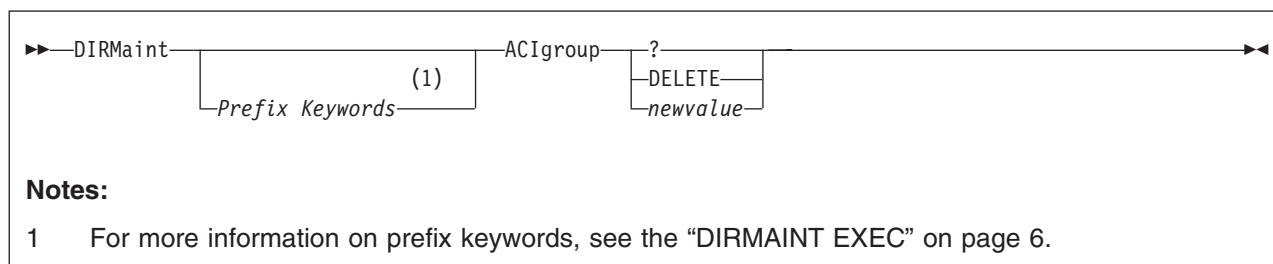 DIRMaint ACIgroup ?
(1) DELETE
Prefix Keywords newvalue
Notes:
1 For more information on prefix keywords, see the “DIRMAINT EXEC” on page 6.